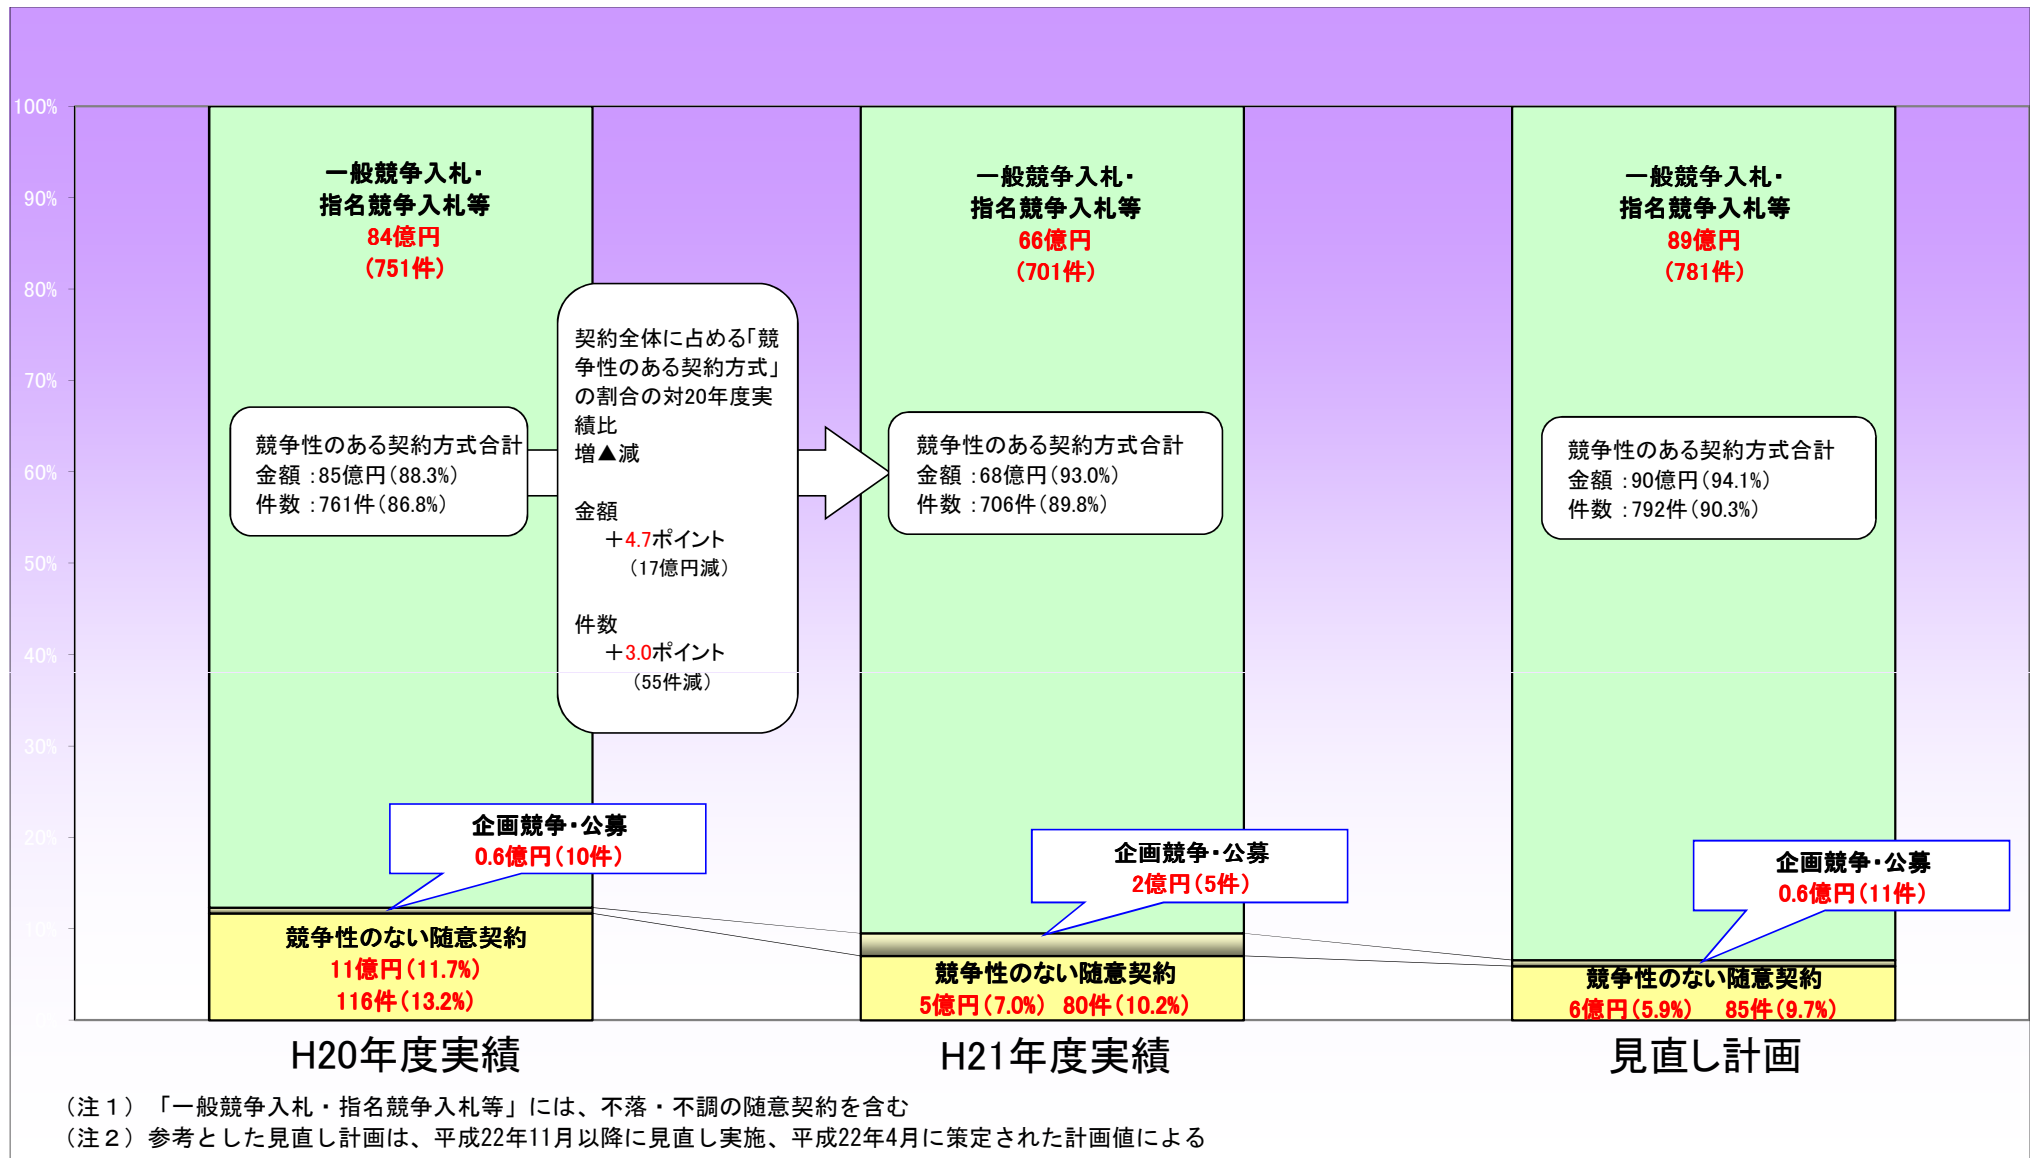 100%
90%
80%
70%
60%
50%
40%
30%
20%
10%
0%
一般競争入札・
指名競争入札等
84億円
(751件)
競争性のある契約方式合計
金額：85億円(88.3%)
件数：761件(86.8%)
企画競争・公募
0.6億円(10件)
競争性のない随意契約
11億円(11.7%)
116件(13.2%)
H20年度実績
契約全体に占める「競
争性のある契約方式」
の割合の対20年度実
績比
増▲減
金額
＋4.7ポイント
(17億円減)
件数
＋3.0ポイント
(55件減)
一般競争入札・
指名競争入札等
66億円
(701件)
競争性のある契約方式合計
金額：68億円(93.0%)
件数：706件(89.8%)
企画競争・公募
2億円(5件)
競争性のない随意契約
5億円(7.0%) 80件(10.2%)
H21年度実績
一般競争入札・
指名競争入札等
89億円
(781件)
競争性のある契約方式合計
金額：90億円(94.1%)
件数：792件(90.3%)
企画競争・公募
0.6億円(11件)
競争性のない随意契約
6億円(5.9%) 85件(9.7%)
見直し計画
（注１）「一般競争入札・指名競争入札等」には、不落・不調の随意契約を含む
（注２）参考とした見直し計画は、平成22年11月以降に見直し実施、平成22年4月に策定された計画値による